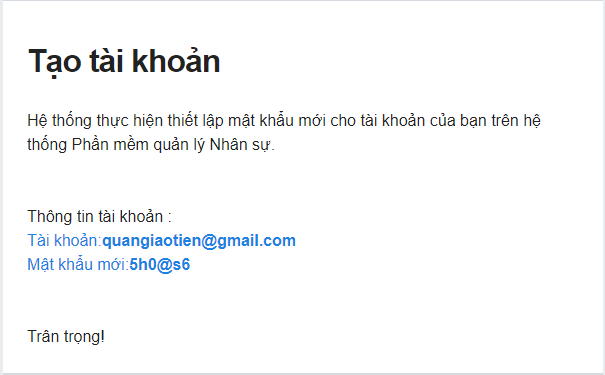 Tạo tài khoản
Hệ thống thực hiện thiết lập mật khẩu mới cho tài khoản của bạn trên hệ
thống Phần mềm quản lý Nhân sự.
Thông tin tài khoản :
Tài khoản:quangiaotien@gmail.com
Mật khẩu mới:5h0@s6
Trân trọng!